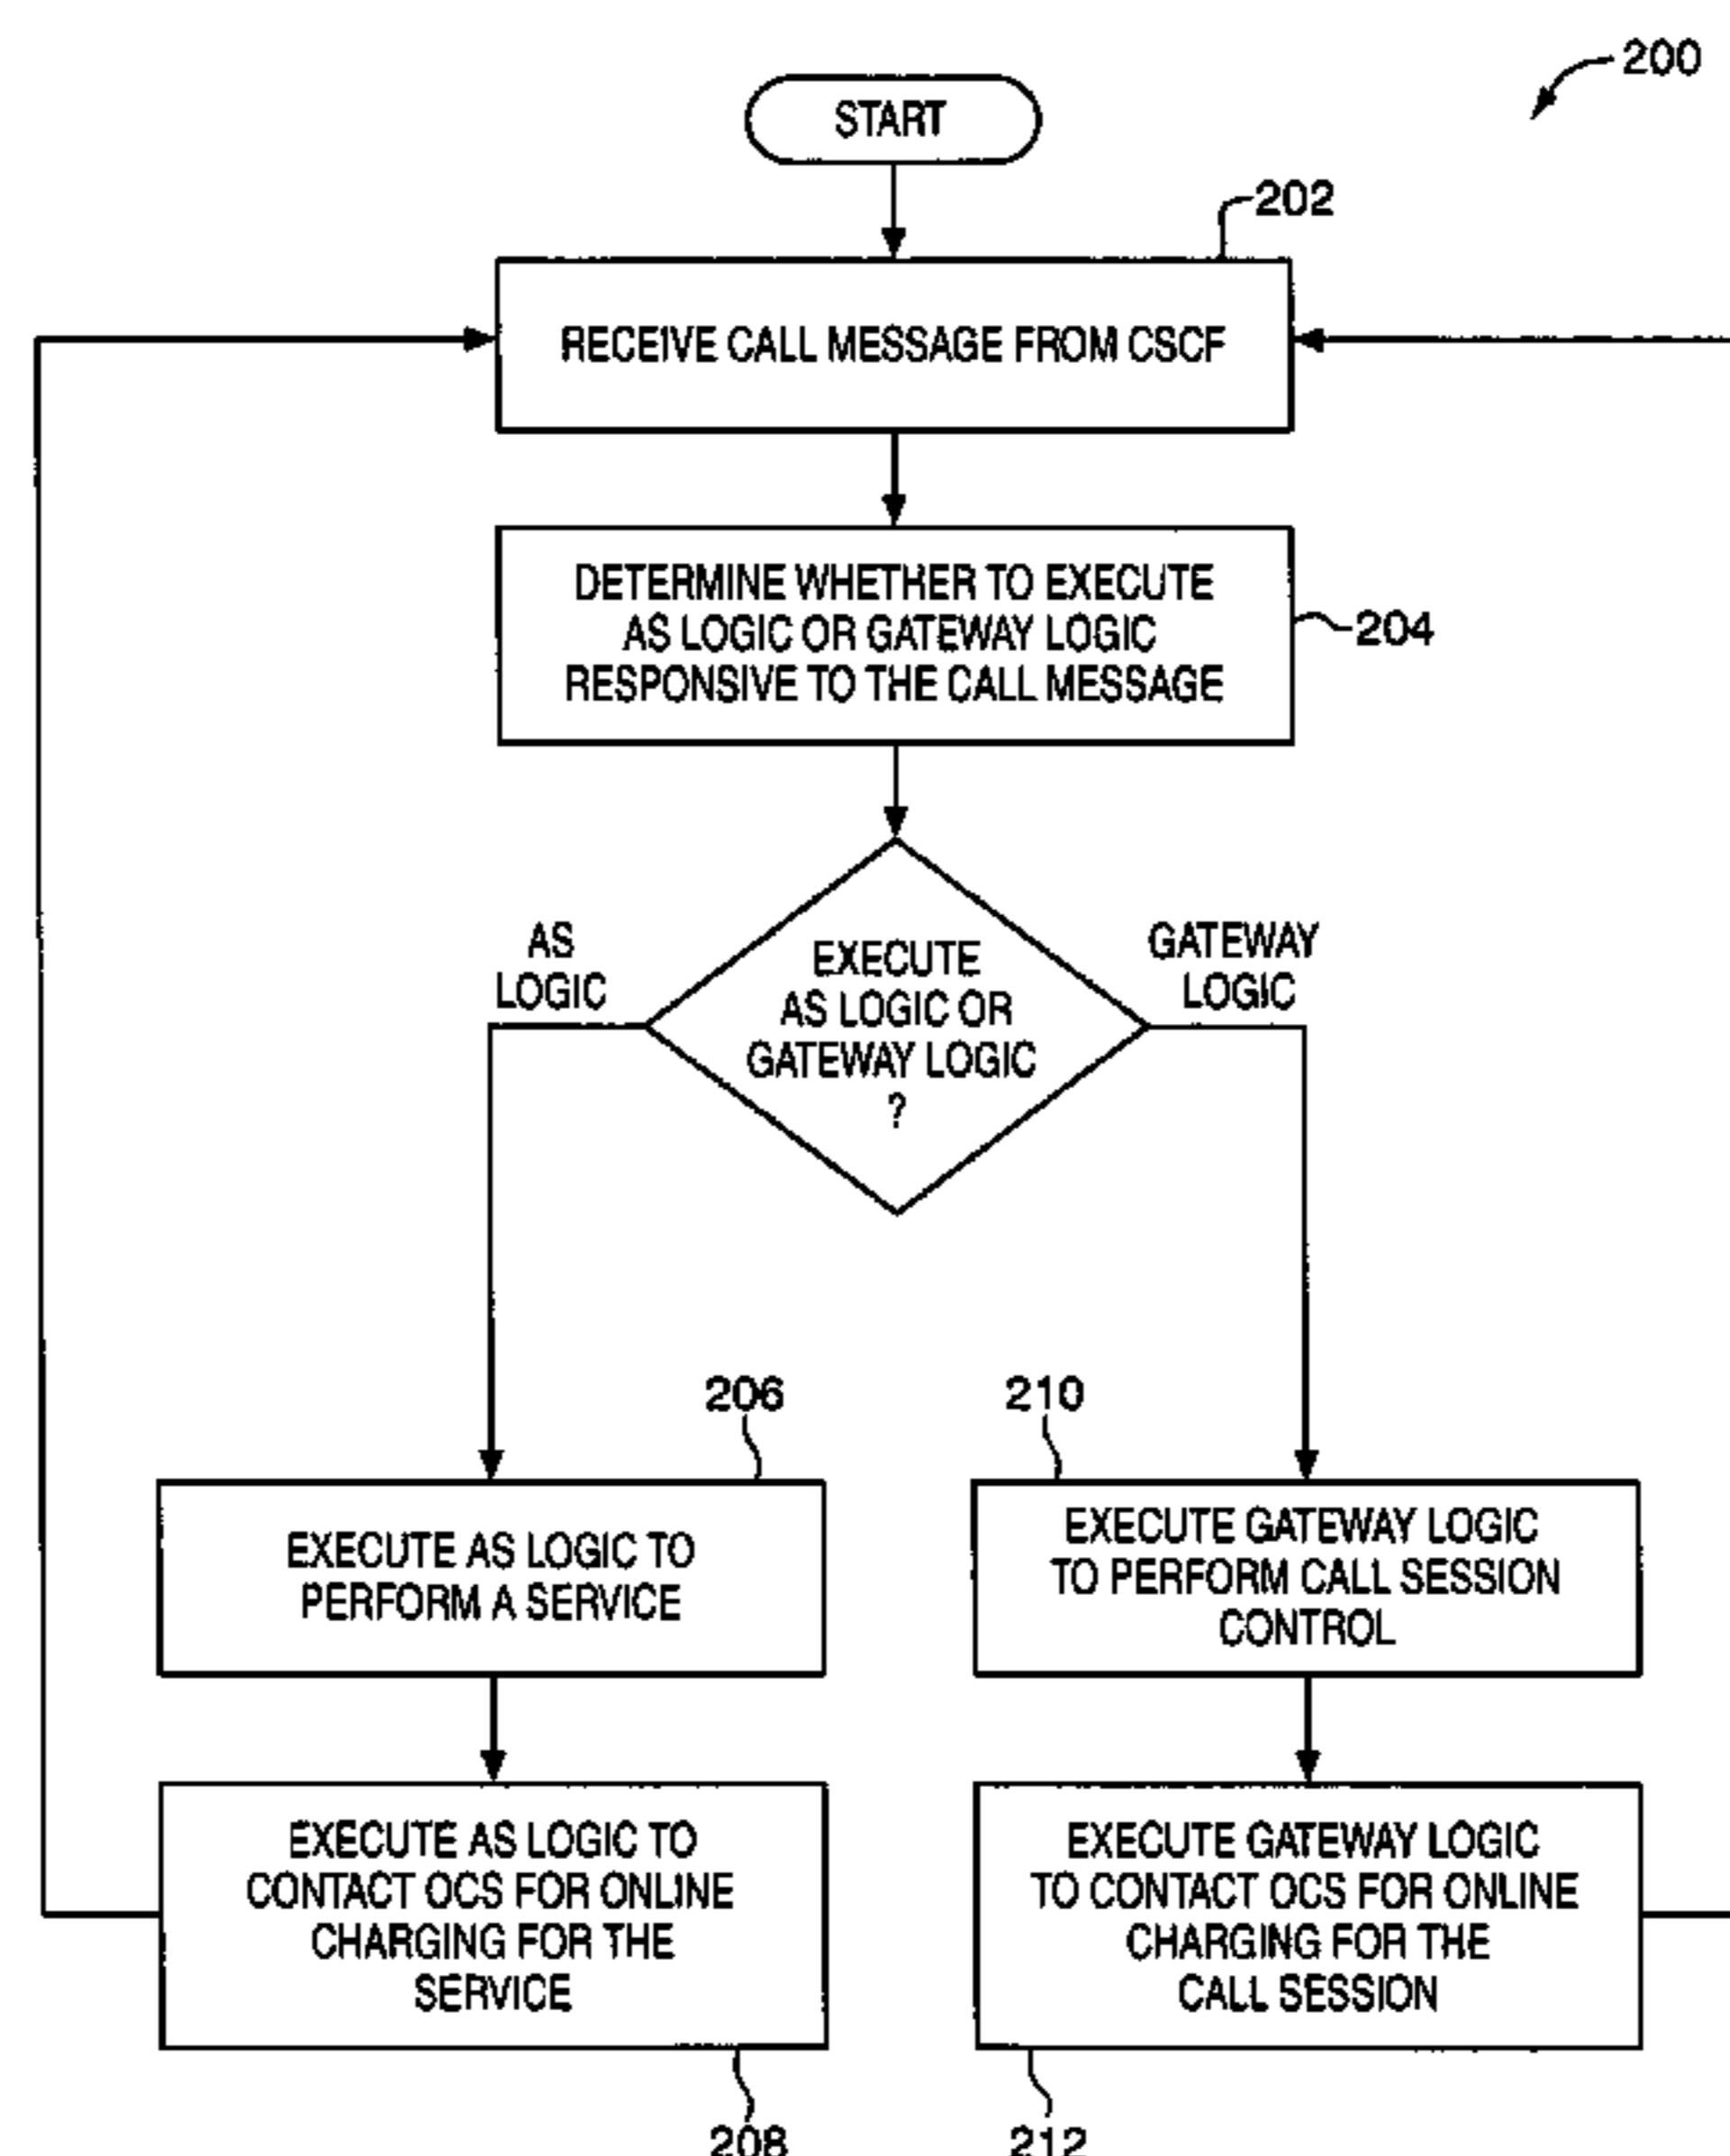 200
START
202
RECEIVE CALL MESSAGE FROM CSCF
DETERMINE WHETHER TO EXECUTE
AS LOGIC OR GATEWAY LOGIC
RESPONSIVE TO THE CALL MESSAGE
204
AS
LOGIC
EXECUTE
AS LOGIC OR
GATEWAY LOGIC
?
GATEWAY
LOGIC
206
210
EXECUTE AS LOGIC TO
PERFORM A SERVICE
EXECUTE GATEWAY LOGIC
TO PERFORM CALL SESSION
CONTROL
EXECUTE AS LOGIC TO
CONTACT OCS FOR ONLINE
CHARGING FOR THE
SERVICE
EXECUTE GATEWAY LOGIC
TO CONTACT OCS FOR ONLINE
CHARGING FOR THE
CALL SESSION
208
212